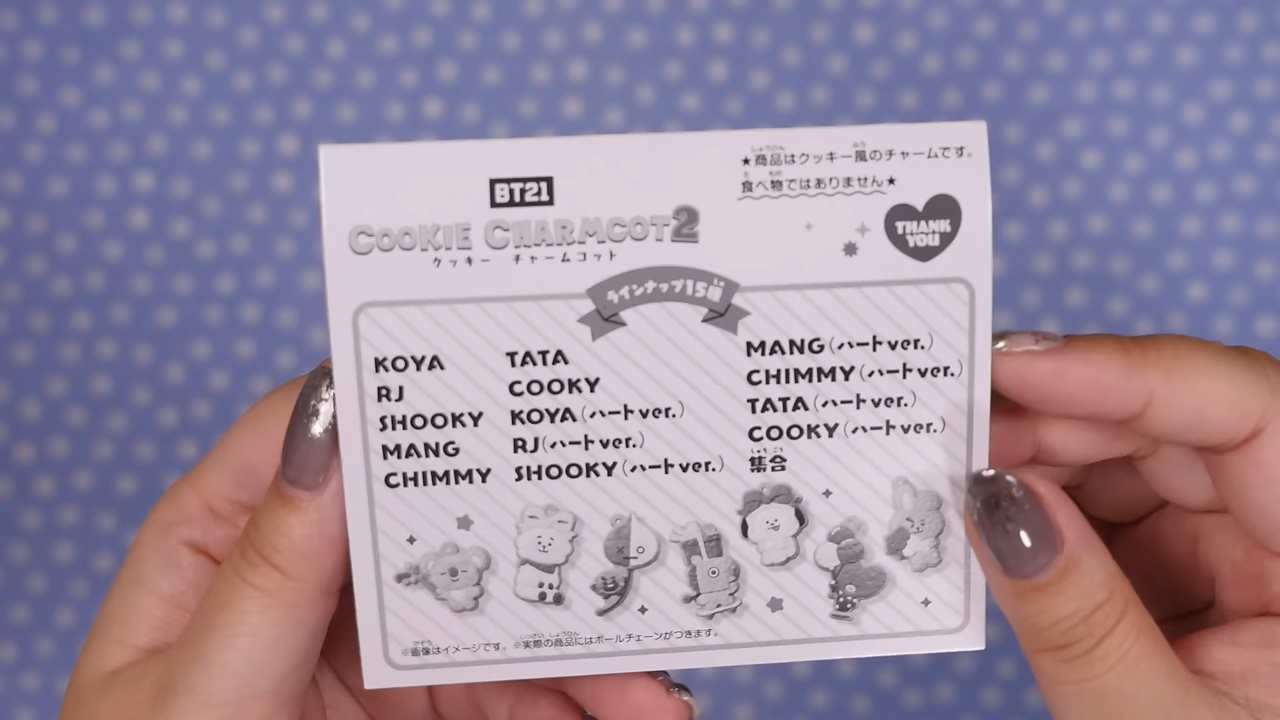 ★商品はクッキー風のチャームです。
食べ物ではありません★
BT21
COOKIE CHARMCOT2
クッキー チャームコット
THANK YOU
ラインナップ15種
KOYA
RJ
SHOOKY
MANG
CHIMMY
TATA
COOKY
KOYA(ハートver.)
RJ(ハートver.)
SHOOKY(ハートver.)
MANG(ハートver.)
CHIMMY(ハートver.)
TATA(ハートver.)
COOKY(ハートver.)
集合
※画像はイメージです。※実際の商品にはボールチェーンがつきます。